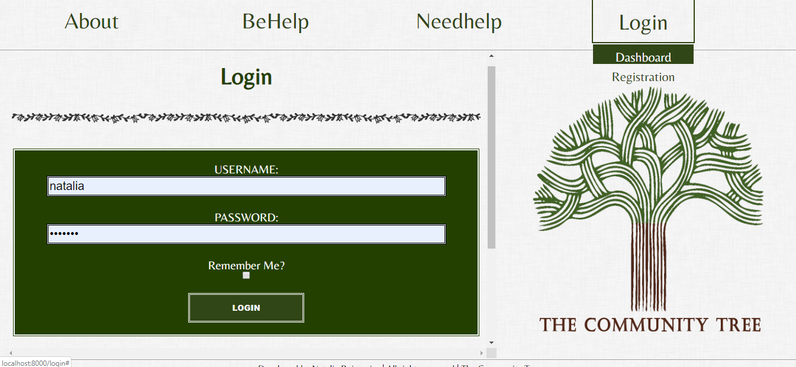 About BeHelp Needhelp Login
Dashboard
Registration
Login
USERNAME:
natalia
PASSWORD:
•••••••
Remember Me?
LOGIN
THE COMMUNITY TREE
localhost:8000/login#